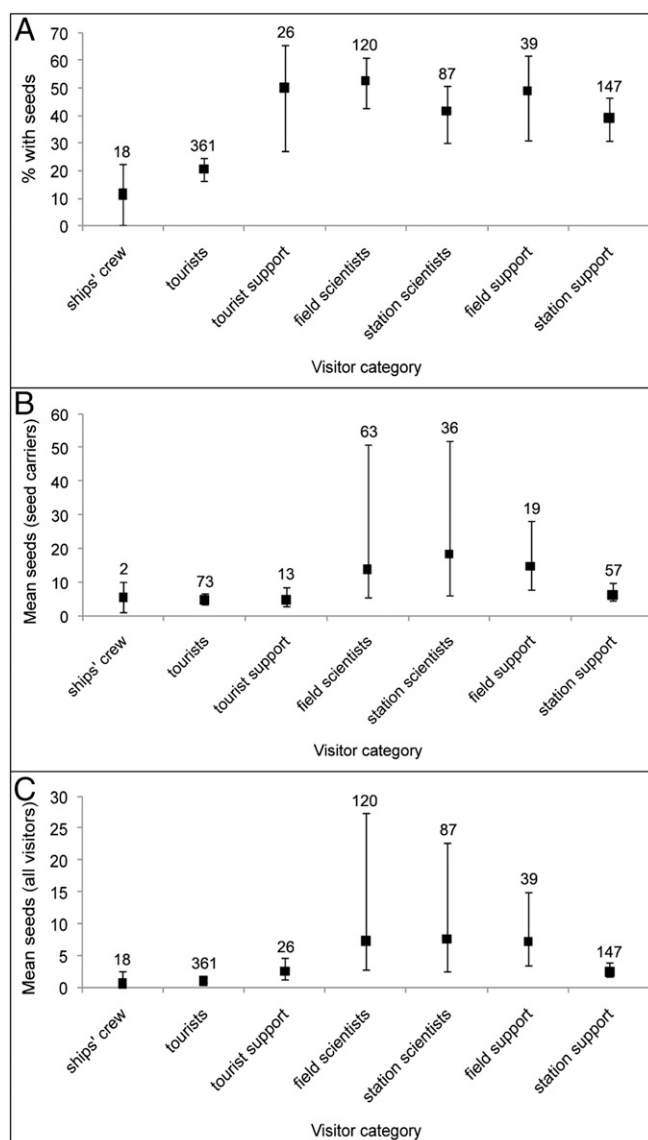 A
% with seeds
70
60
50
40
30
20
10
0
18
361
26
120
87
39
147
ships' crew
tourists
tourist support
field scientists
station scientists
field support
station support
Visitor category
B
Mean seeds (seed carriers)
60
50
40
30
20
10
0
2
73
13
63
36
19
57
ships' crew
tourists
tourist support
field scientists
station scientists
field support
station support
Visitor category
C
Mean seeds (all visitors)
30
25
20
15
10
5
0
18
361
26
120
87
39
147
ships' crew
tourists
tourist support
field scientists
station scientists
field support
station support
Visitor category